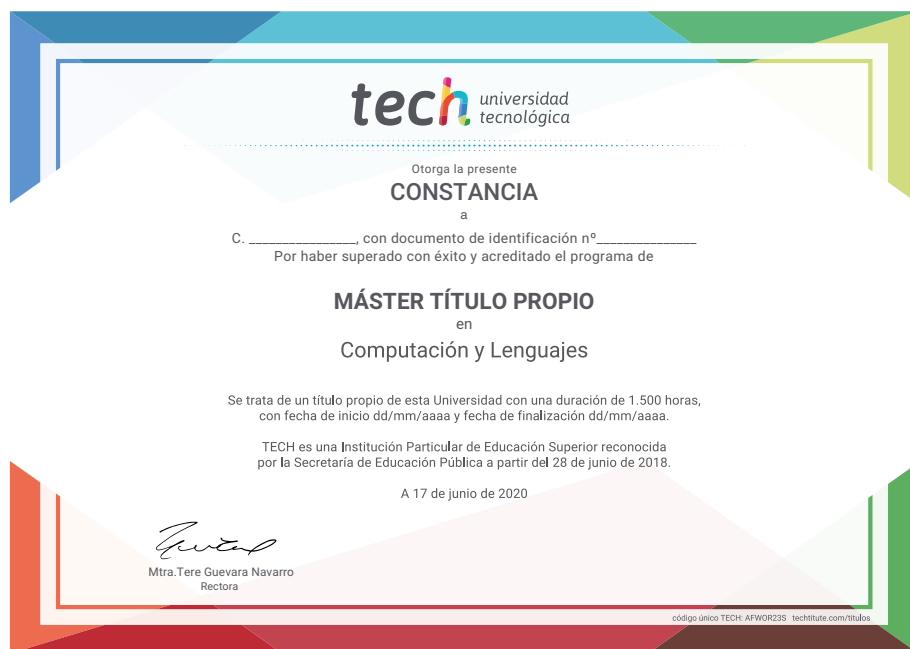 tech universidad
tecnológica
Otorga la presente
CONSTANCIA
a
C. ________________, con documento de identificación nº_______________
Por haber superado con éxito y acreditado el programa de
MÁSTER TÍTULO PROPIO
en
Computación y Lenguajes
Se trata de un título propio de esta Universidad con una duración de 1.500 horas,
con fecha de inicio dd/mm/aaaa y fecha de finalización dd/mm/aaaa.
TECH es una Institución Particular de Educación Superior reconocida
por la Secretaría de Educación Pública a partir del 28 de junio de 2018.
A 17 de junio de 2020
Mtra.Tere Guevara Navarro
Rectora
código único TECH: AFWOR23S techtitute.com/titulos